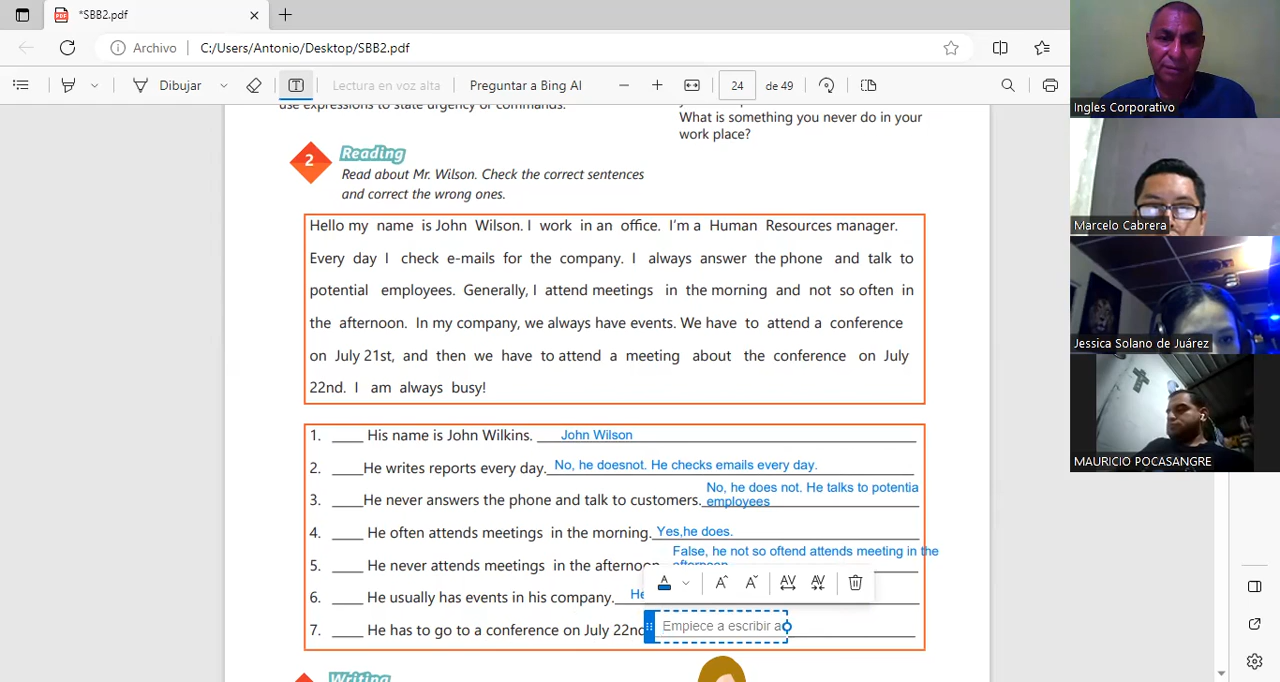 *SBB2.pdf
Archivo
C:/Users/Antonio/Desktop/SBB2.pdf
Dibujar
Lectura en voz alta
Preguntar a Bing AI
24
de 49
use expressions to state urgency or commands.
What is something you never do in your
work place?
2
Reading
Read about Mr. Wilson. Check the correct sentences
and correct the wrong ones.
Hello my name is John Wilson. I work in an office. I'm a Human Resources manager.
Every day I check e-mails for the company. I always answer the phone and talk to
potential employees. Generally, I attend meetings in the morning and not so often in
the afternoon. In my company, we always have events. We have to attend a conference
on July 21st, and then we have to attend a meeting about the conference on July
22nd. I am always busy!
1. ____ His name is John Wilkins. John Wilson
2. ____He writes reports every day. No, he doesnot. He checks emails every day.
3. ____He never answers the phone and talk to customers. No, he does not. He talks to potentia
employees
4. ____ He often attends meetings in the morning. Yes,he does.
5. ____ He never attends meetings in the afternoon. False, he not so oftend attends meeting in the
afternoon
6. ____ He usually has events in his company. He
7. ____ He has to go to a conference on July 22nd
Empiece a escribir a
Writing
Ingles Corporativo
Marcelo Cabrera
Jessica Solano de Juárez
MAURICIO POCASANGRE